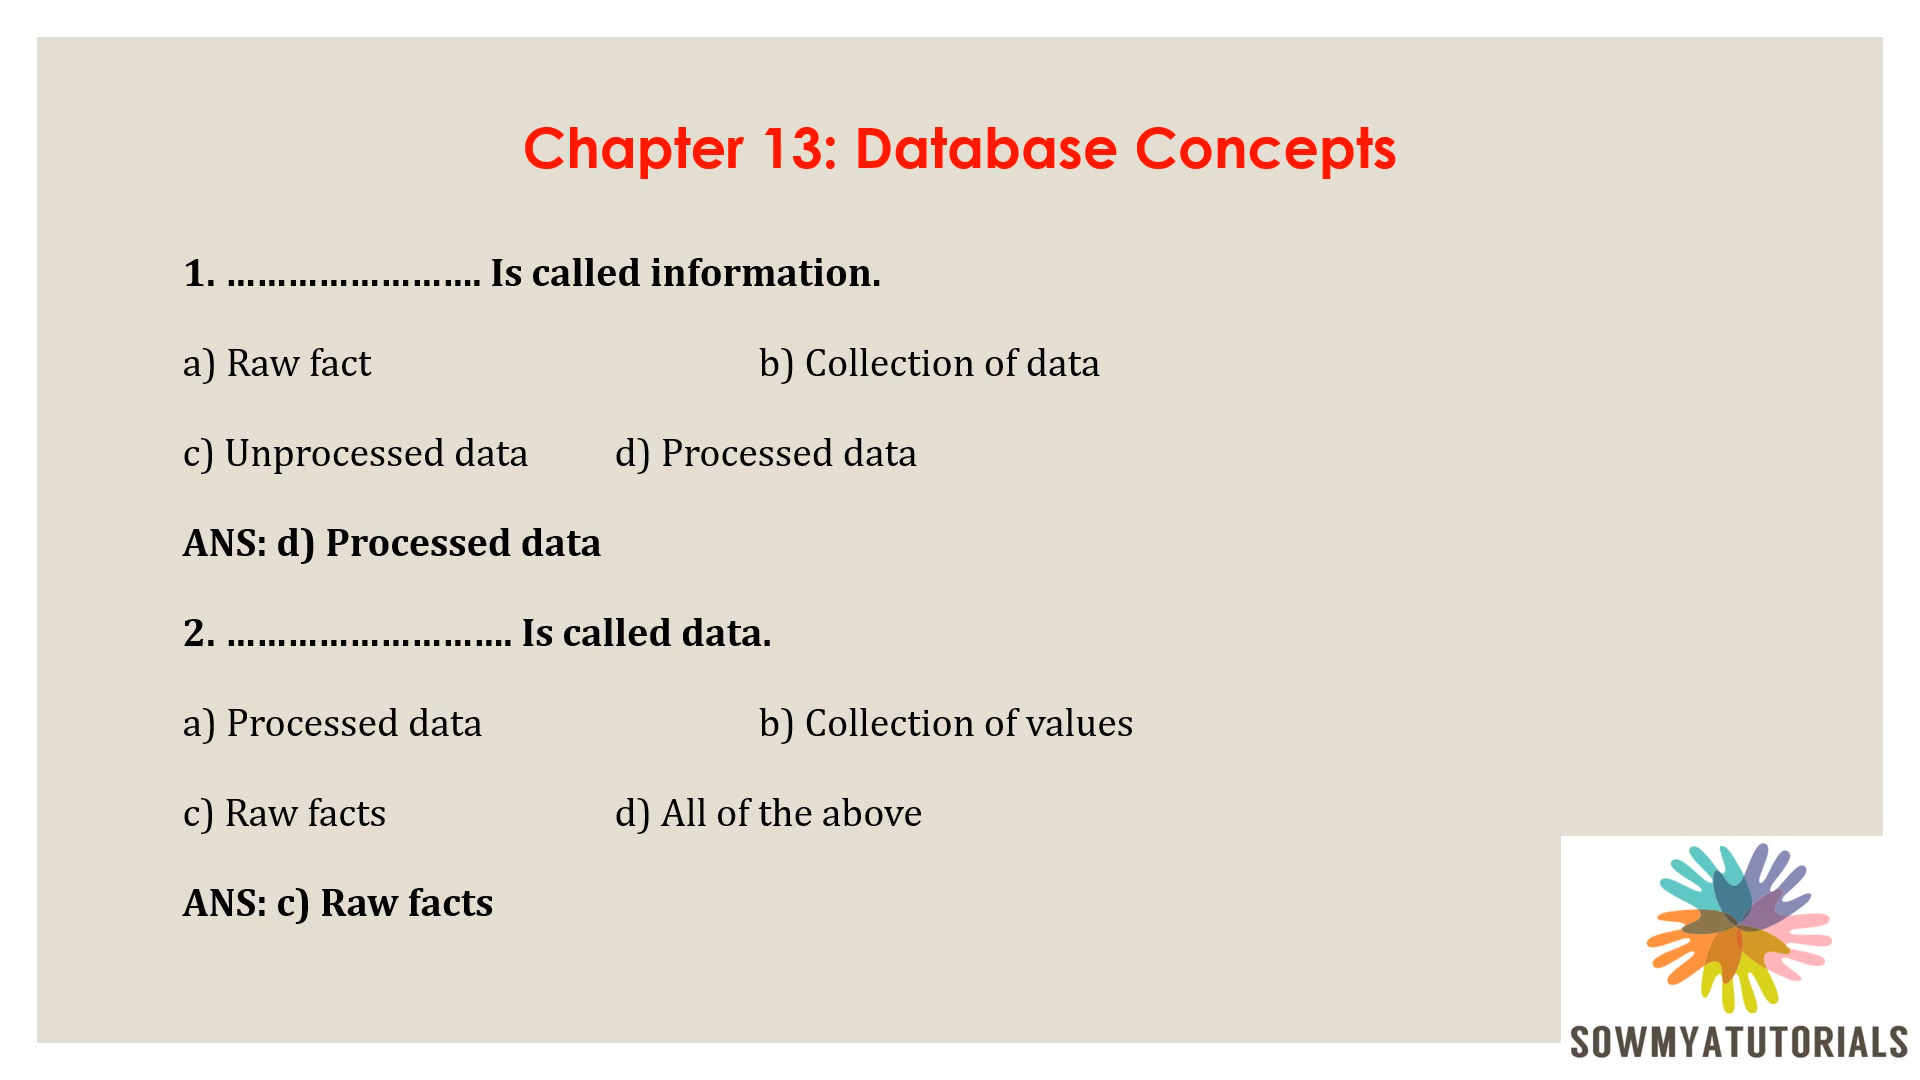 Chapter 13: Database Concepts
1. ……………………. Is called information.
a) Raw fact b) Collection of data
c) Unprocessed data d) Processed data
ANS: d) Processed data
2. ………………………. Is called data.
a) Processed data b) Collection of values
c) Raw facts d) All of the above
ANS: c) Raw facts
SOWMYATUTORIALS